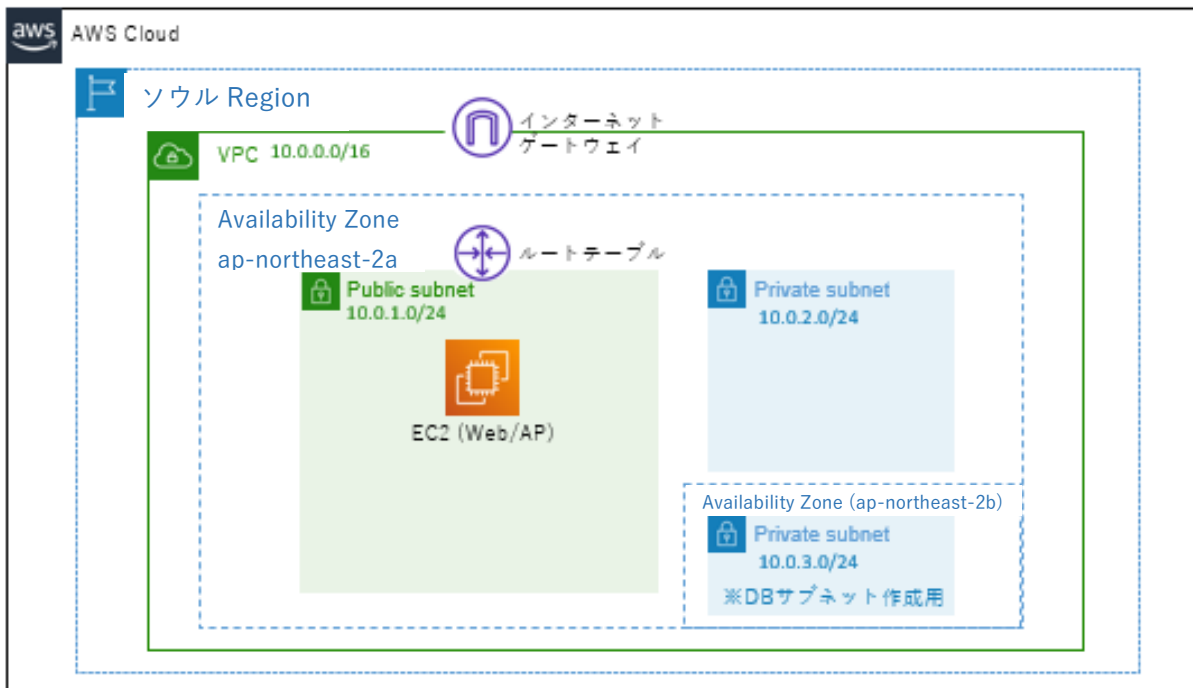 aws
AWS Cloud
ソウル Region
インターネット
ゲートウェイ
VPC 10.0.0.0/16
Availability Zone
ap-northeast-2a
ルートテーブル
Public subnet
10.0.1.0/24
Private subnet
10.0.2.0/24
EC2 (Web/AP)
Availability Zone (ap-northeast-2b)
Private subnet
10.0.3.0/24
※DBサブネット作成用